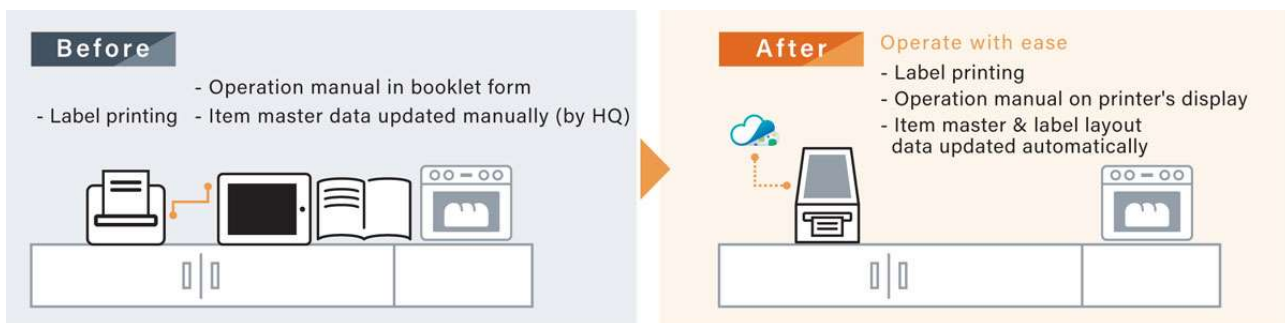 Before
- Operation manual in booklet form
- Label printing - Item master data updated manually (by HQ)
After
Operate with ease
- Label printing
- Operation manual on printer's display
- Item master & label layout
data updated automatically